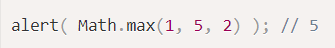 alert( Math.max(1, 5, 2) ); // 5